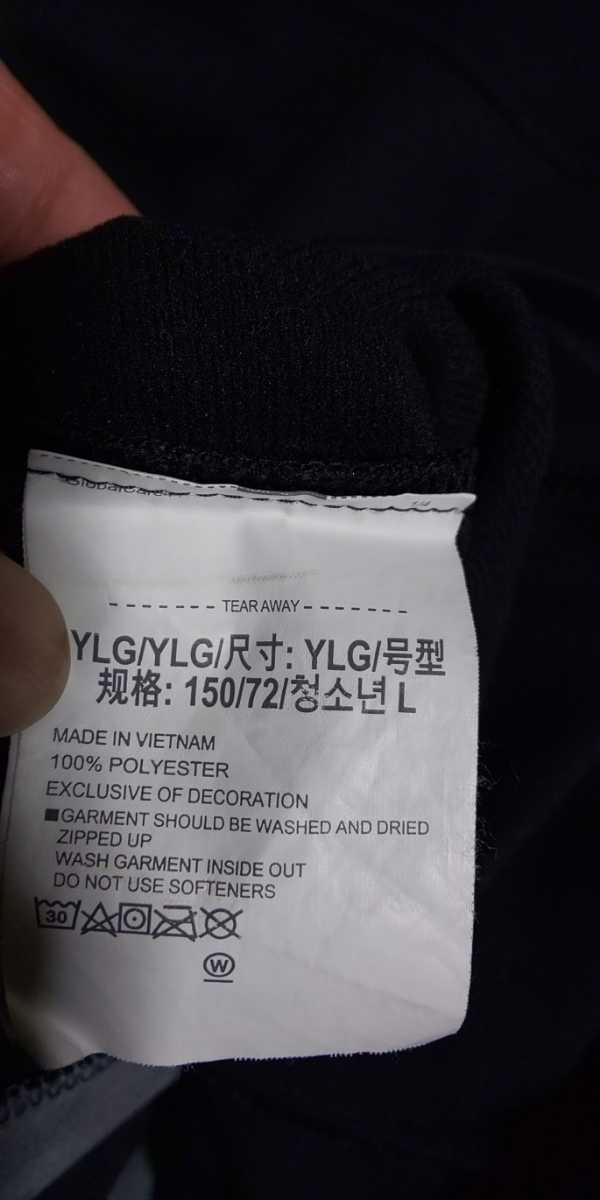 TEAR AWAY
YLG/YLG/尺寸: YLG/号型
规格: 150/72/청소년 L
MADE IN VIETNAM
100% POLYESTER
EXCLUSIVE OF DECORATION
■GARMENT SHOULD BE WASHED AND DRIED
ZIPPED UP
WASH GARMENT INSIDE OUT
DO NOT USE SOFTENERS
30
W